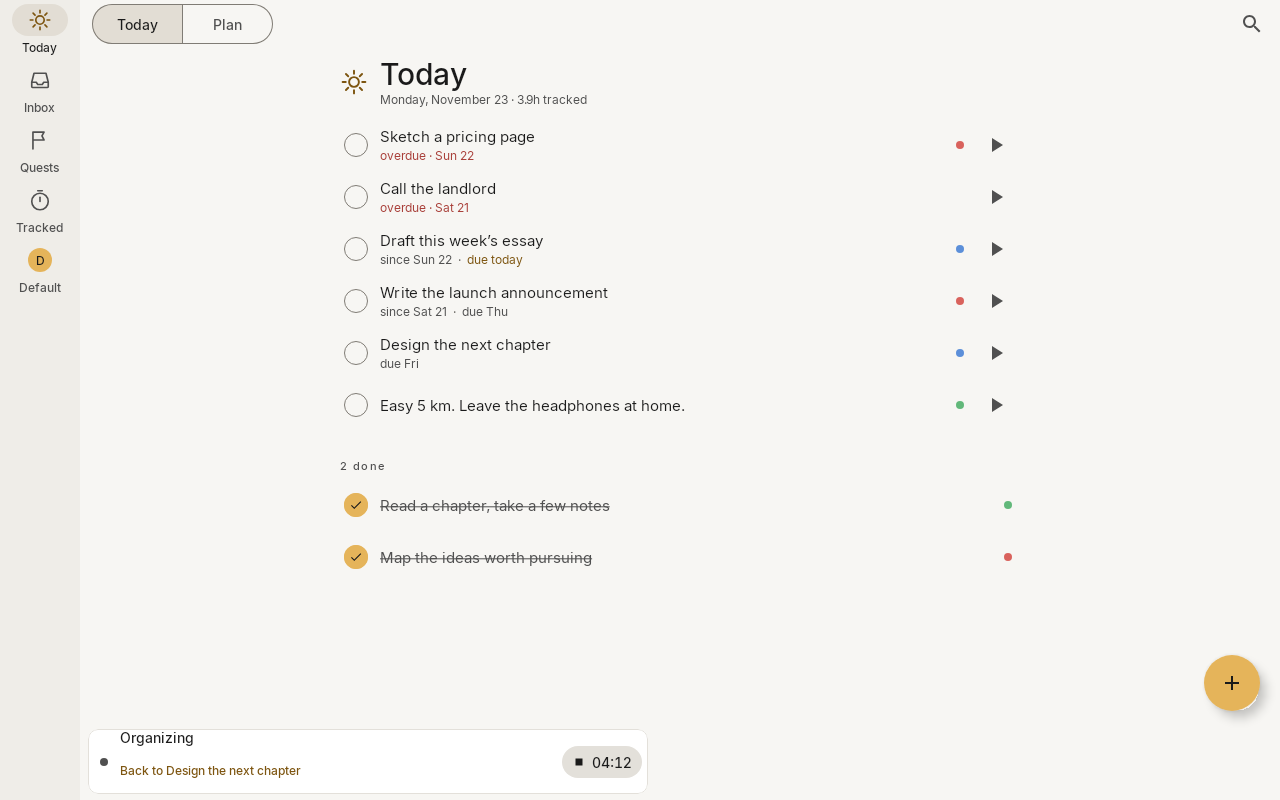 Today
Inbox
Quests
Tracked
D
Default
Today
Plan
Today
Monday, November 23 · 3.9h tracked
Sketch a pricing page
overdue · Sun 22
Call the landlord
overdue · Sat 21
Draft this week’s essay
since Sun 22 · due today
Write the launch announcement
since Sat 21 · due Thu
Design the next chapter
due Fri
Easy 5 km. Leave the headphones at home.
2 done
Read a chapter, take a few notes
Map the ideas worth pursuing
Organizing
Back to Design the next chapter
04:12